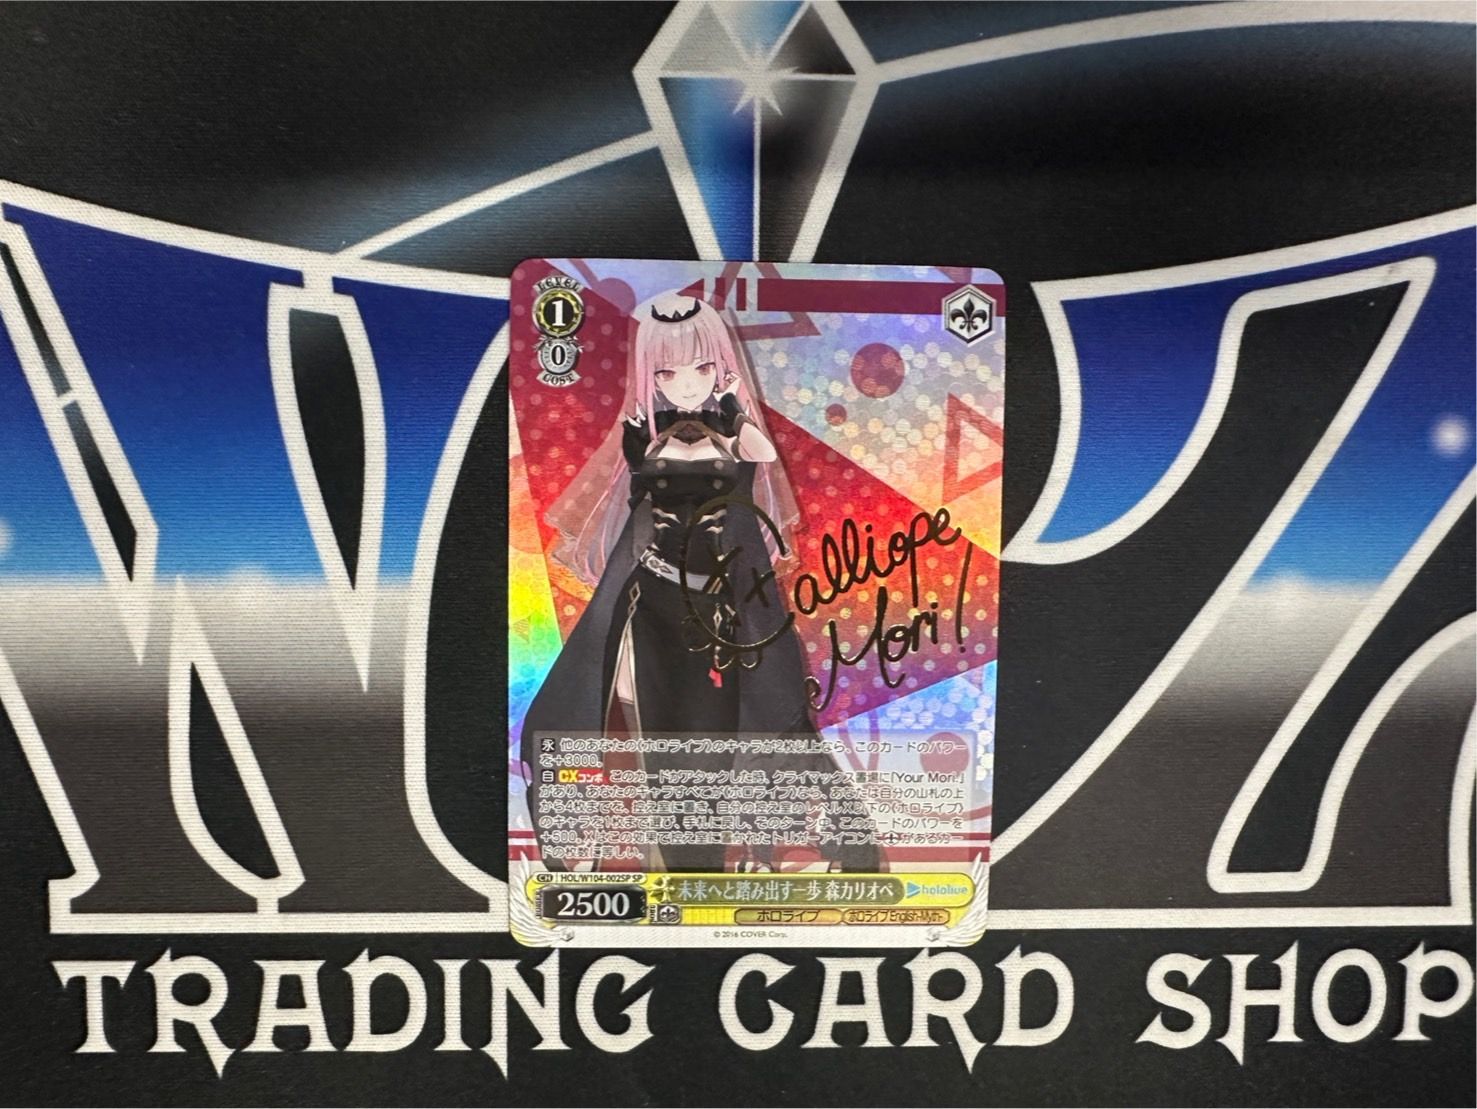 LEVEL
1
0
COST
Calliope
Mori!
永 他のあなたの《ホロライブ》のキャラが2枚以上なら、このカードのパワー
を+3000。
自 CXコンボ このカードがアタックした時、クライマックス置場に「Your Mori.」
があり、あなたのキャラすべてが《ホロライブ》なら、あなたは自分の山札の上
から4枚までを、控え室に置き、自分の控え室のレベルX以下の《ホロライブ》
のキャラを1枚まで選び、手札に戻し、そのターン中、このカードのパワーを
+500。Xはこの効果で控え室に置かれたトリガーアイコンにがあるカー
ドの枚数に等しい。
CH HOL/W104-002SP SP
2500
未来へと踏み出す一歩 森カリオペ
hololive
ホロライブ
ホロライブEnglish-Myth-
© 2016 COVER Corp.
TRADING CARD SHOP